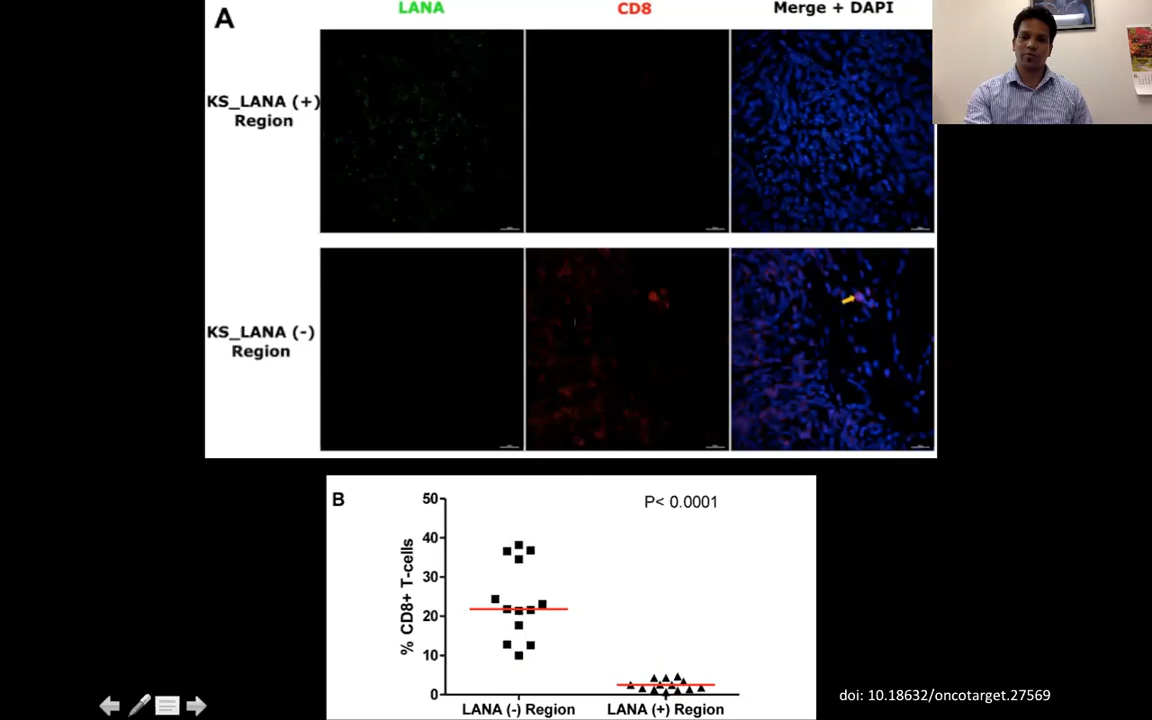 A
LANA
CD8
Merge + DAPI
KS_LANA (+)
Region
KS_LANA (-)
Region
B
P< 0.0001
50
40
30
20
10
0
% CD8+ T-cells
LANA (-) Region
LANA (+) Region
doi: 10.18632/oncotarget.27569